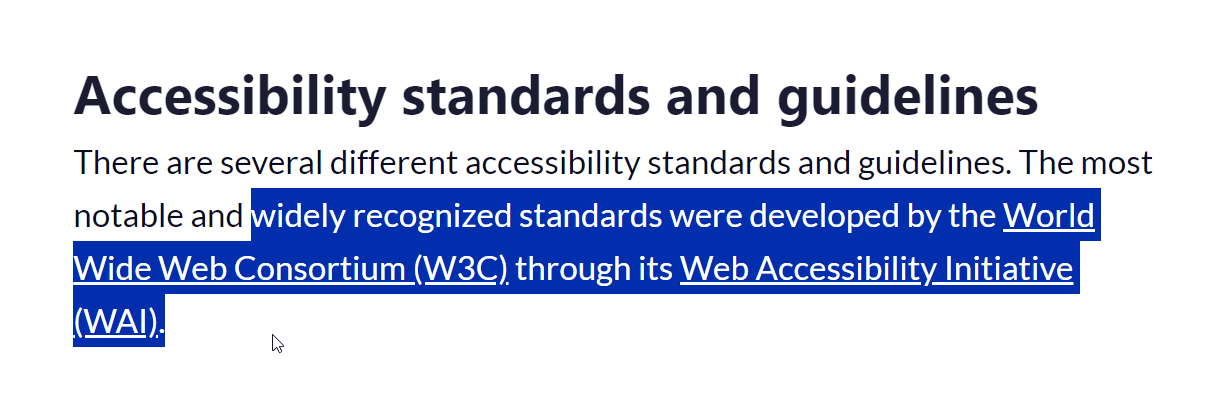 Accessibility standards and guidelines
There are several different accessibility standards and guidelines. The most
notable and widely recognized standards were developed by the World
Wide Web Consortium (W3C) through its Web Accessibility Initiative
(WAI).